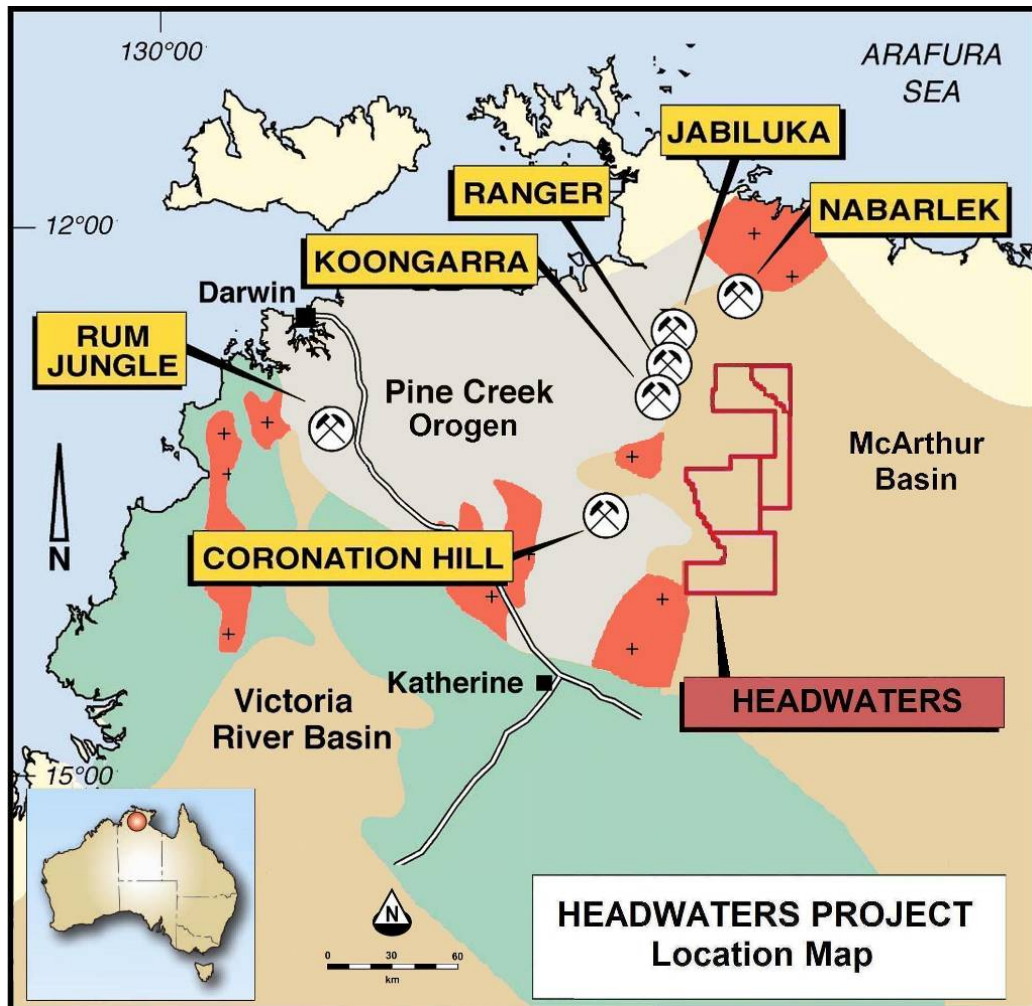 130°00
ARAFURA
SEA
JABILUKA
RANGER
NABARLEK
12°00
KOONGARRA
Darwin
RUM
JUNGLE
Pine Creek
Orogen
McArthur
Basin
N
CORONATION HILL
Katherine
HEADWATERS
Victoria
River Basin
15°00
N
0 30 60
km
HEADWATERS PROJECT
Location Map